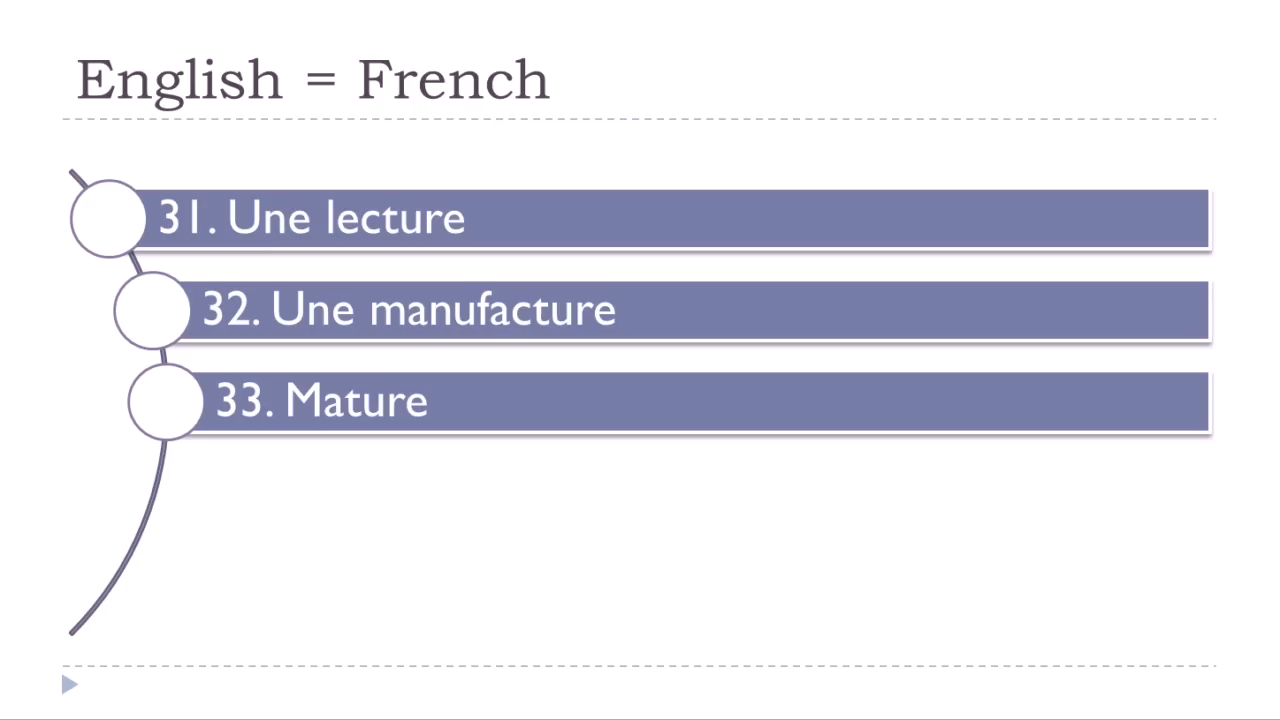 English = French
31. Une lecture
32. Une manufacture
33. Mature